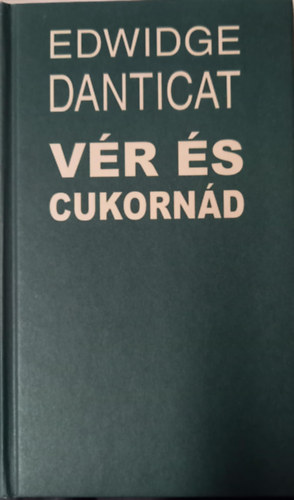 EDWIDGE
DANTICAT
VÉR ÉS
CUKORNÁD